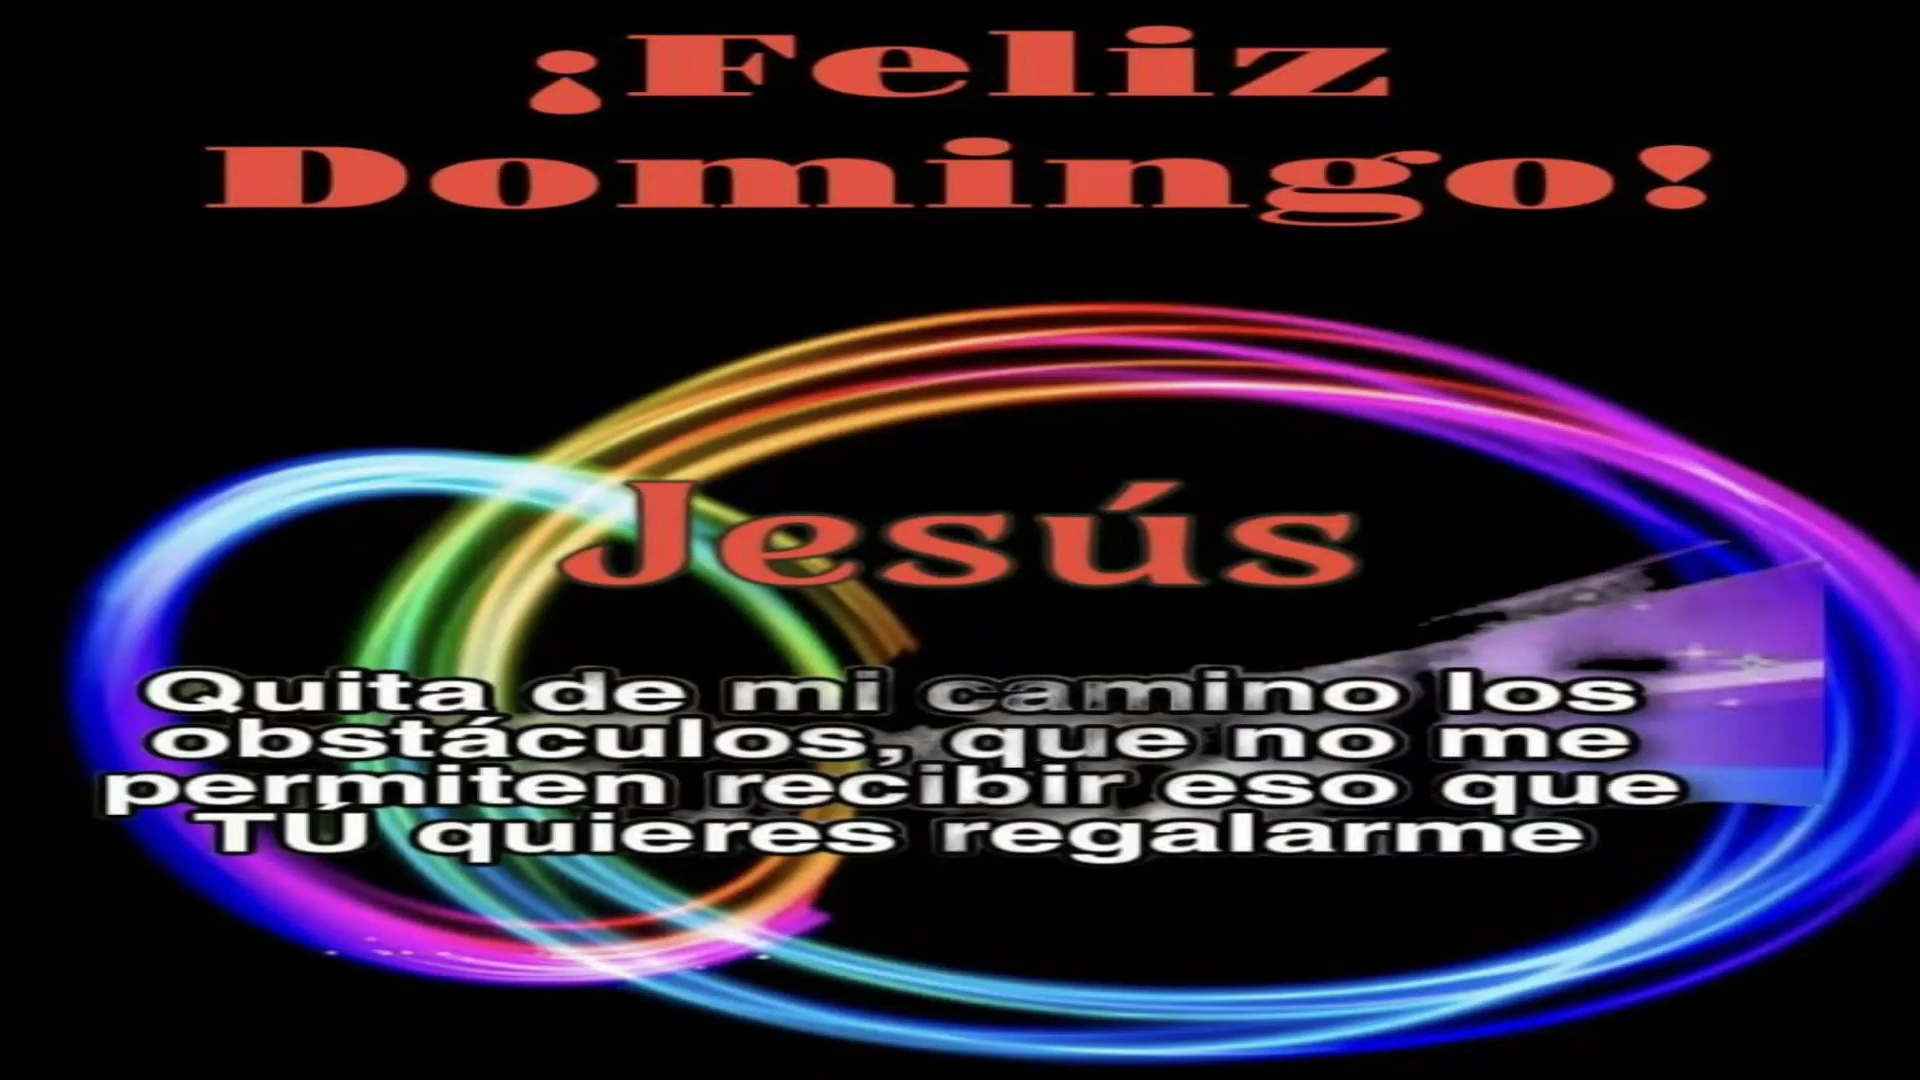 ¡Feliz
Domingo!
Jesús
Quita de mi camino los
obstáculos, que no me
permiten recibir eso que
TÚ quieres regalarme